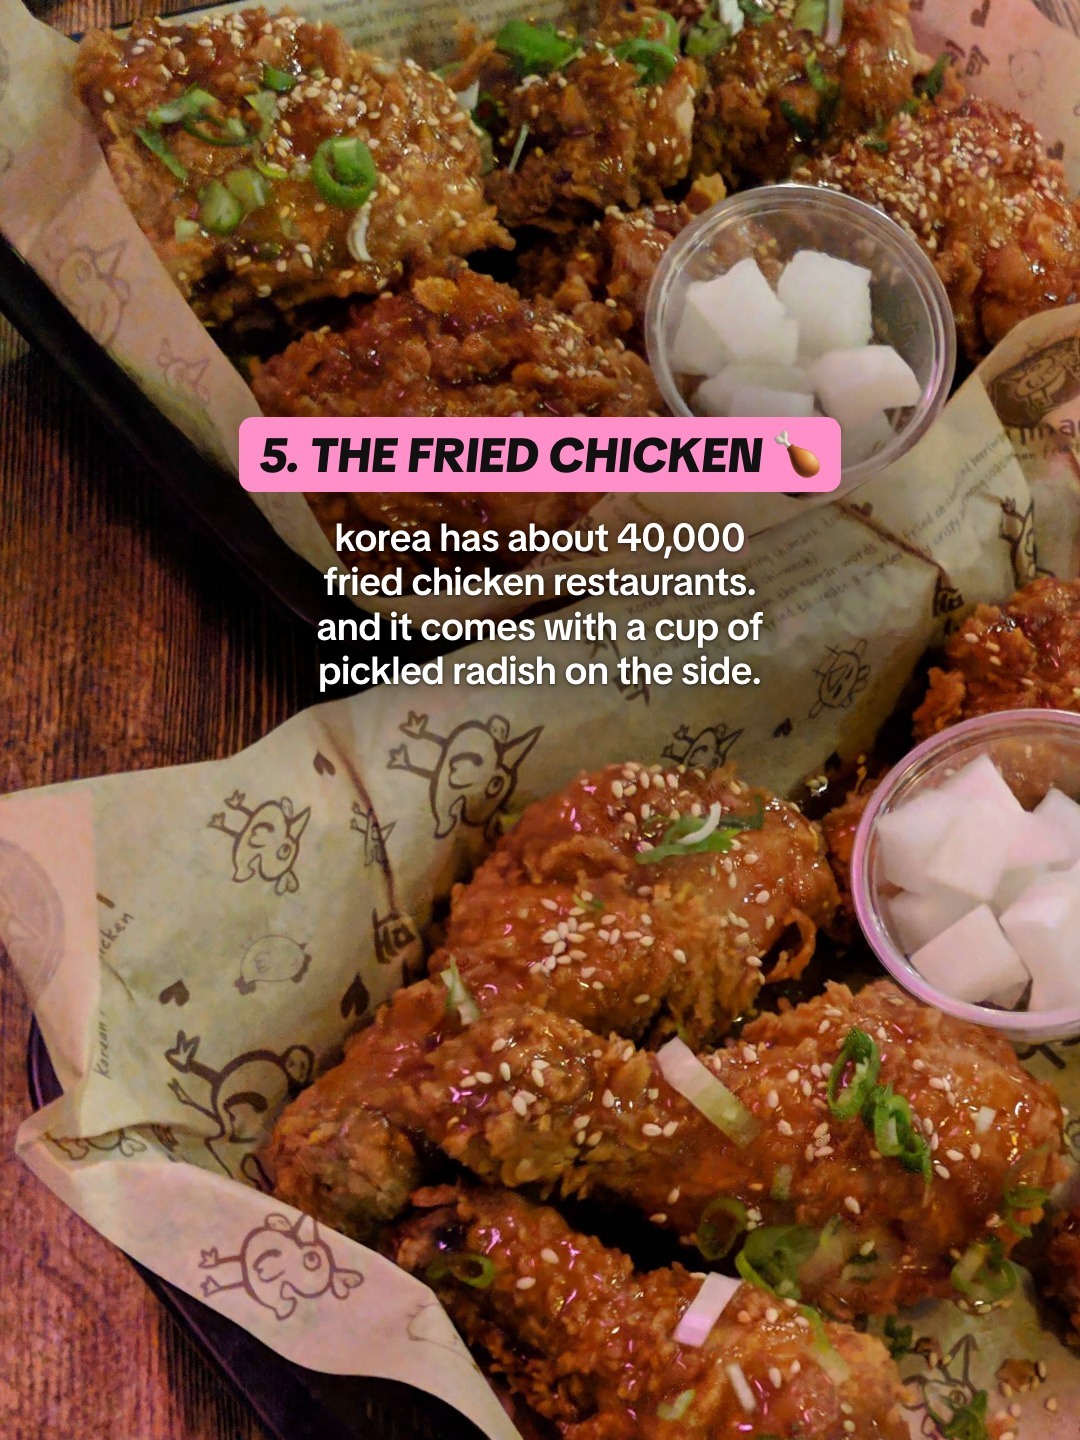 5. THE FRIED CHICKEN 🍗
korea has about 40,000
fried chicken restaurants.
and it comes with a cup of
pickled radish on the side.